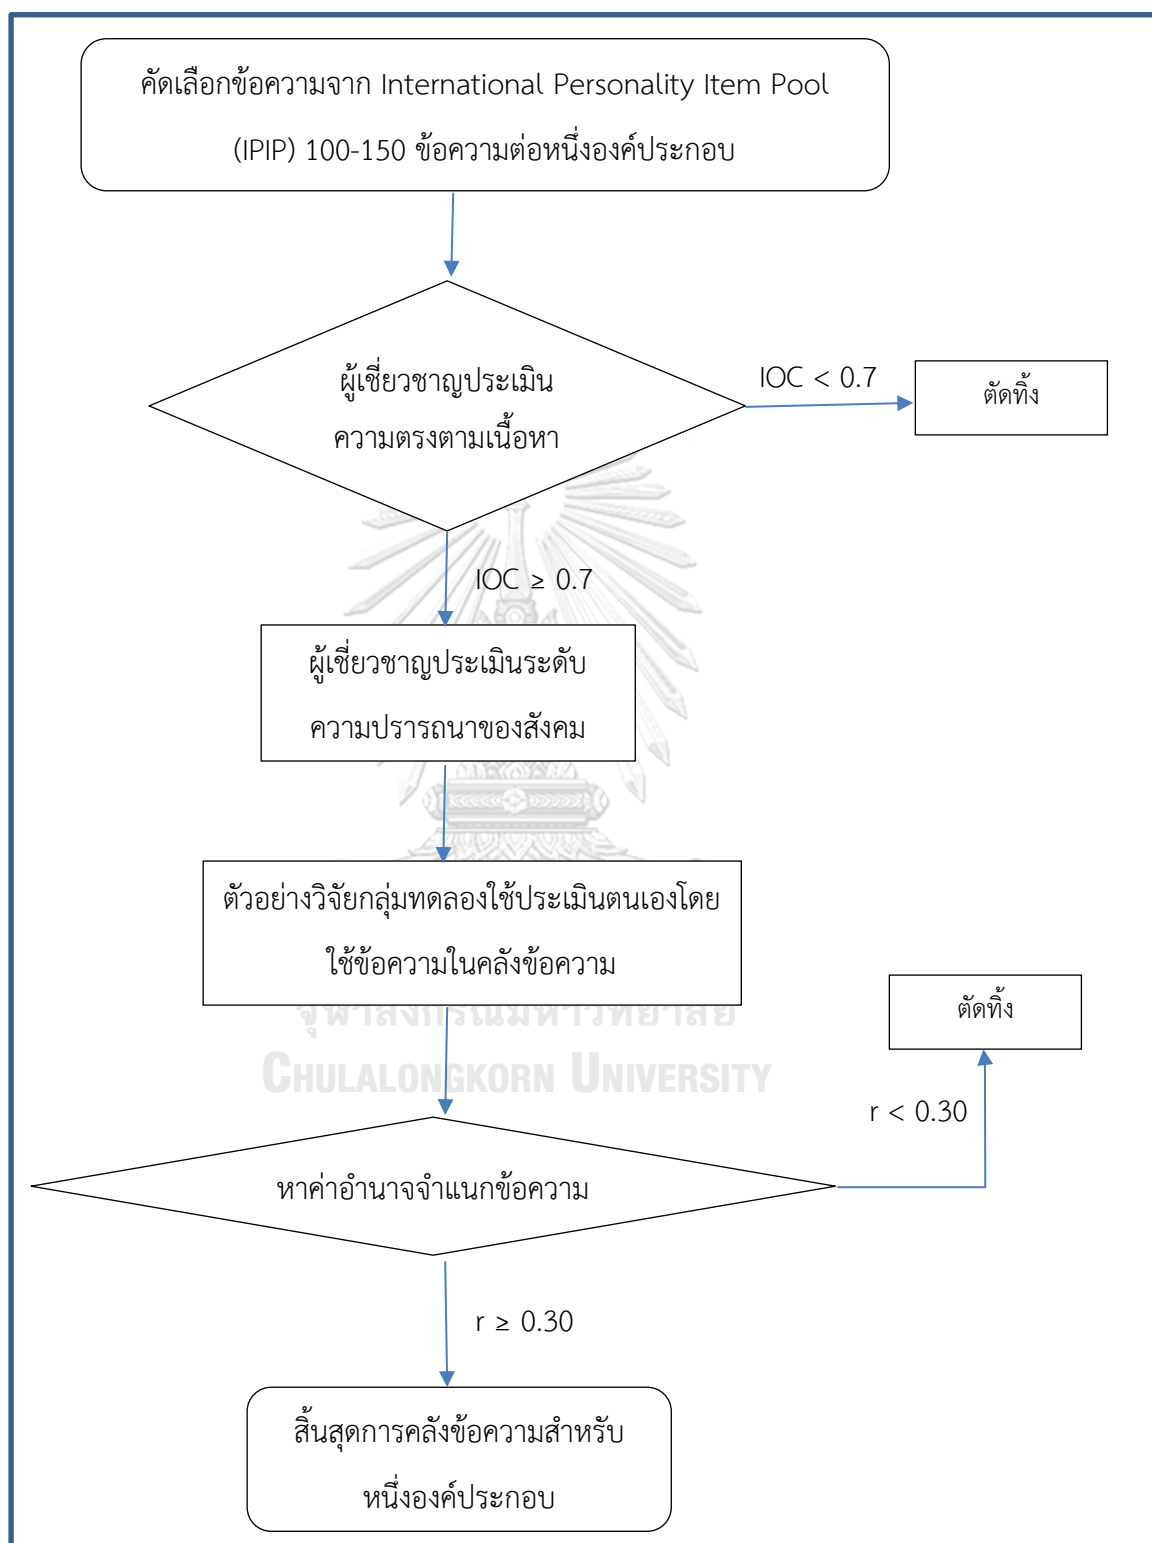 คัดเลือกข้อความจาก International Personality Item Pool
(IPIP) 100-150 ข้อความต่อหนึ่งองค์ประกอบ
ผู้เชี่ยวชาญประเมิน
ความตรงตามเนื้อหา
IOC < 0.7
ตัดทิ้ง
IOC ≥ 0.7
ผู้เชี่ยวชาญประเมินระดับ
ความปรารถนาของสังคม
ตัวอย่างวิจัยกลุ่มทดลองใช้ประเมินตนเองโดย
ใช้ข้อความในคลังข้อความ
จุฬาลงกรณ์มหาวิทยาลัย
CHULALONGKORN UNIVERSITY
ตัดทิ้ง
r < 0.30
หาค่าอำนาจจำแนกข้อความ
r ≥ 0.30
สิ้นสุดการคลังข้อความสำหรับ
หนึ่งองค์ประกอบ